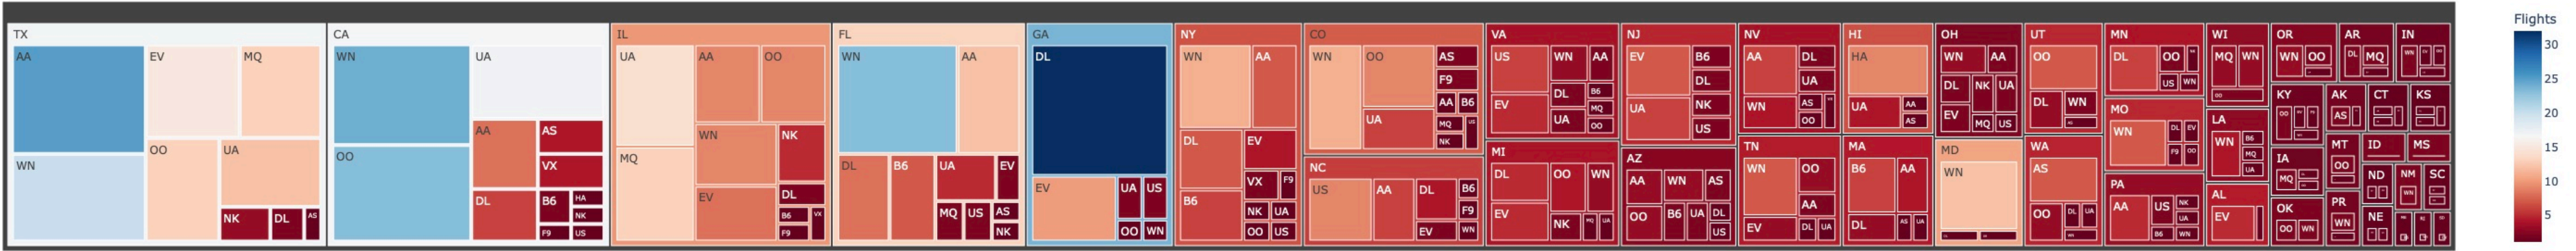 TX
AA
EV
MQ
WN
OO
UA
NK
DL
AS
CA
WN
UA
OO
AA
AS
VX
DL
B6
HA
NK
F9
US
IL
UA
AA
OO
MQ
WN
NK
EV
DL
B6
VX
F9
FL
WN
AA
DL
B6
UA
EV
MQ
US
AS
NK
GA
DL
EV
UA
US
OO
WN
NY
WN
AA
DL
EV
VX
F9
B6
NK
UA
OO
US
CO
WN
OO
AS
F9
UA
AA
B6
MQ
US
NK
NC
US
AA
DL
B6
F9
EV
WN
VA
US
WN
AA
EV
DL
B6
MQ
UA
OO
MI
DL
OO
WN
EV
NK
MQ
UA
NJ
EV
B6
DL
UA
NK
US
AZ
AA
WN
AS
OO
B6
UA
DL
US
NV
AA
DL
UA
WN
AS
OO
TN
WN
OO
AA
EV
DL
UA
HI
HA
UA
AA
AS
MA
B6
AA
DL
AS
UA
OH
WN
AA
DL
NK
UA
EV
MQ
US
MD
WN
UT
OO
DL
WN
WA
AS
OO
DL
UA
MN
DL
OO
US
WN
MO
WN
DL
EV
F9
OO
PA
AA
US
NK
UA
B6
WN
WI
MQ
WN
OO
LA
WN
B6
MQ
UA
AL
EV
OR
WN
OO
KY
OO
IA
MQ
OK
OO
WN
AR
DL
MQ
AK
AS
MT
OO
PR
WN
IN
WN
CT
KS
ID
MS
ND
NM
WN
SC
NE
Flights
30
25
20
15
10
5